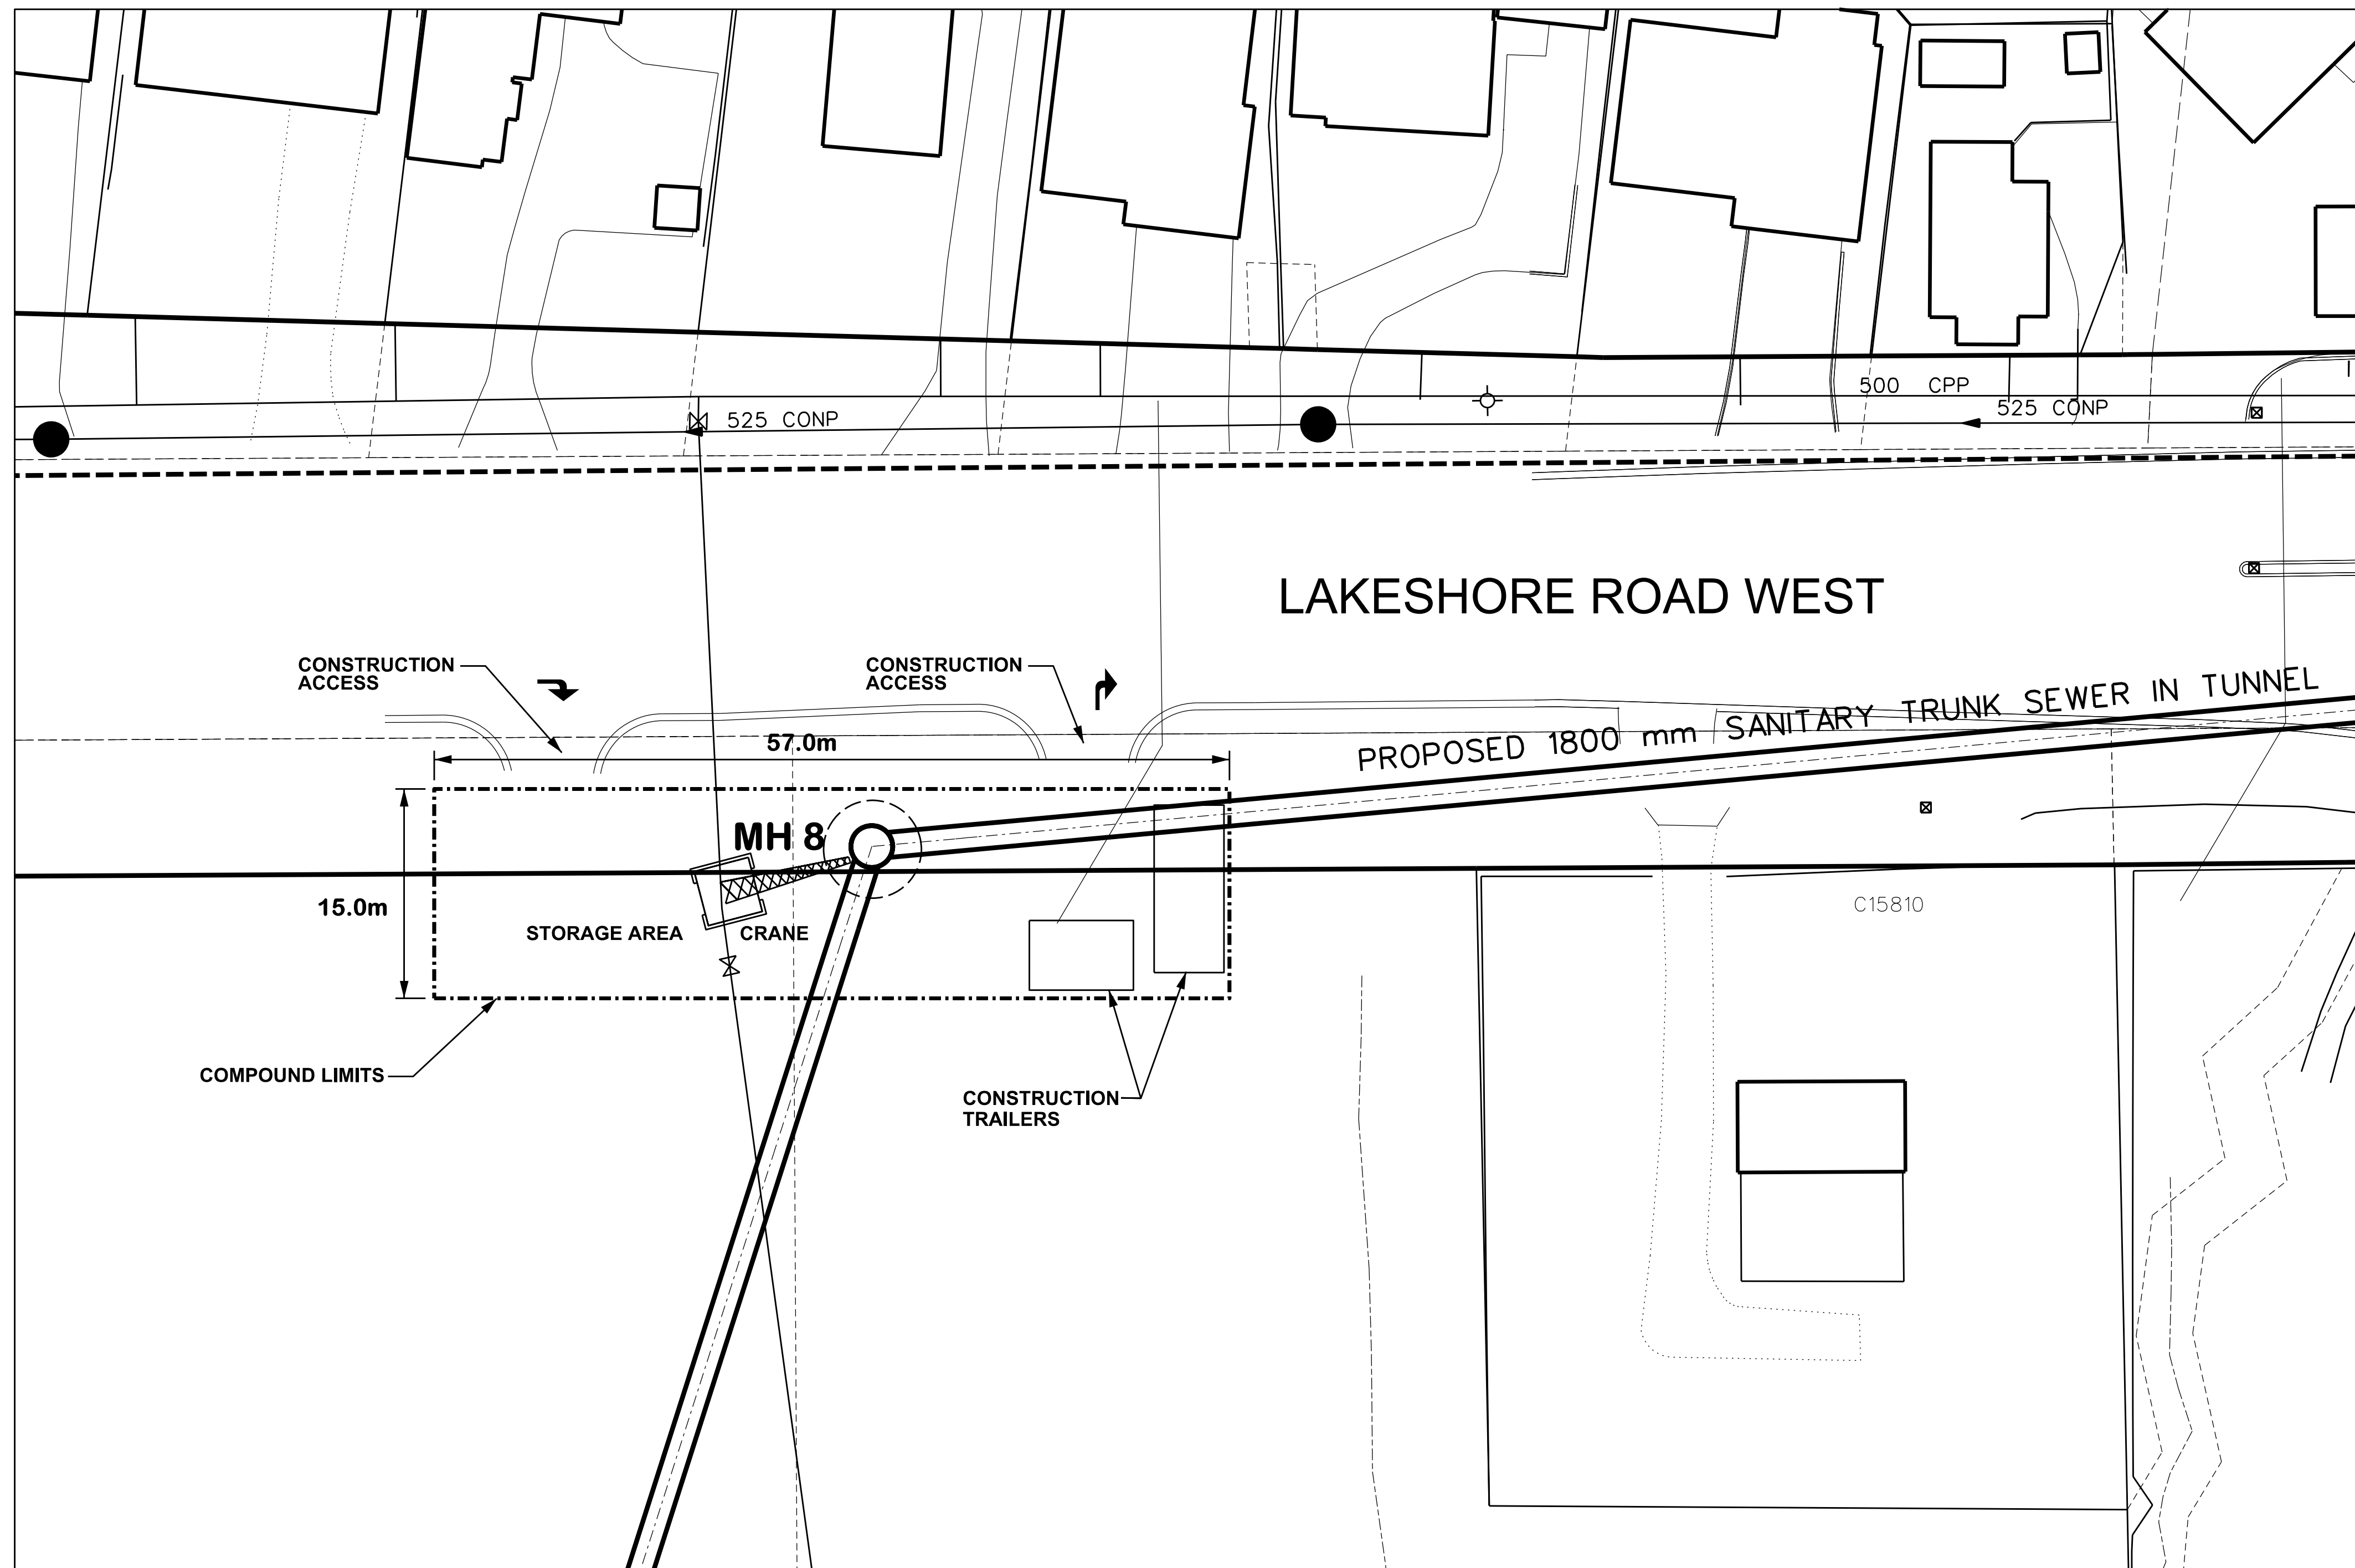 500 CPP
525 CONP
525 CONP
LAKESHORE ROAD WEST
CONSTRUCTION
ACCESS
CONSTRUCTION
ACCESS
PROPOSED 1800 mm SANITARY TRUNK SEWER IN TUNNEL
57.0m
MH 8
15.0m
C15810
STORAGE AREA
CRANE
COMPOUND LIMITS
CONSTRUCTION
TRAILERS